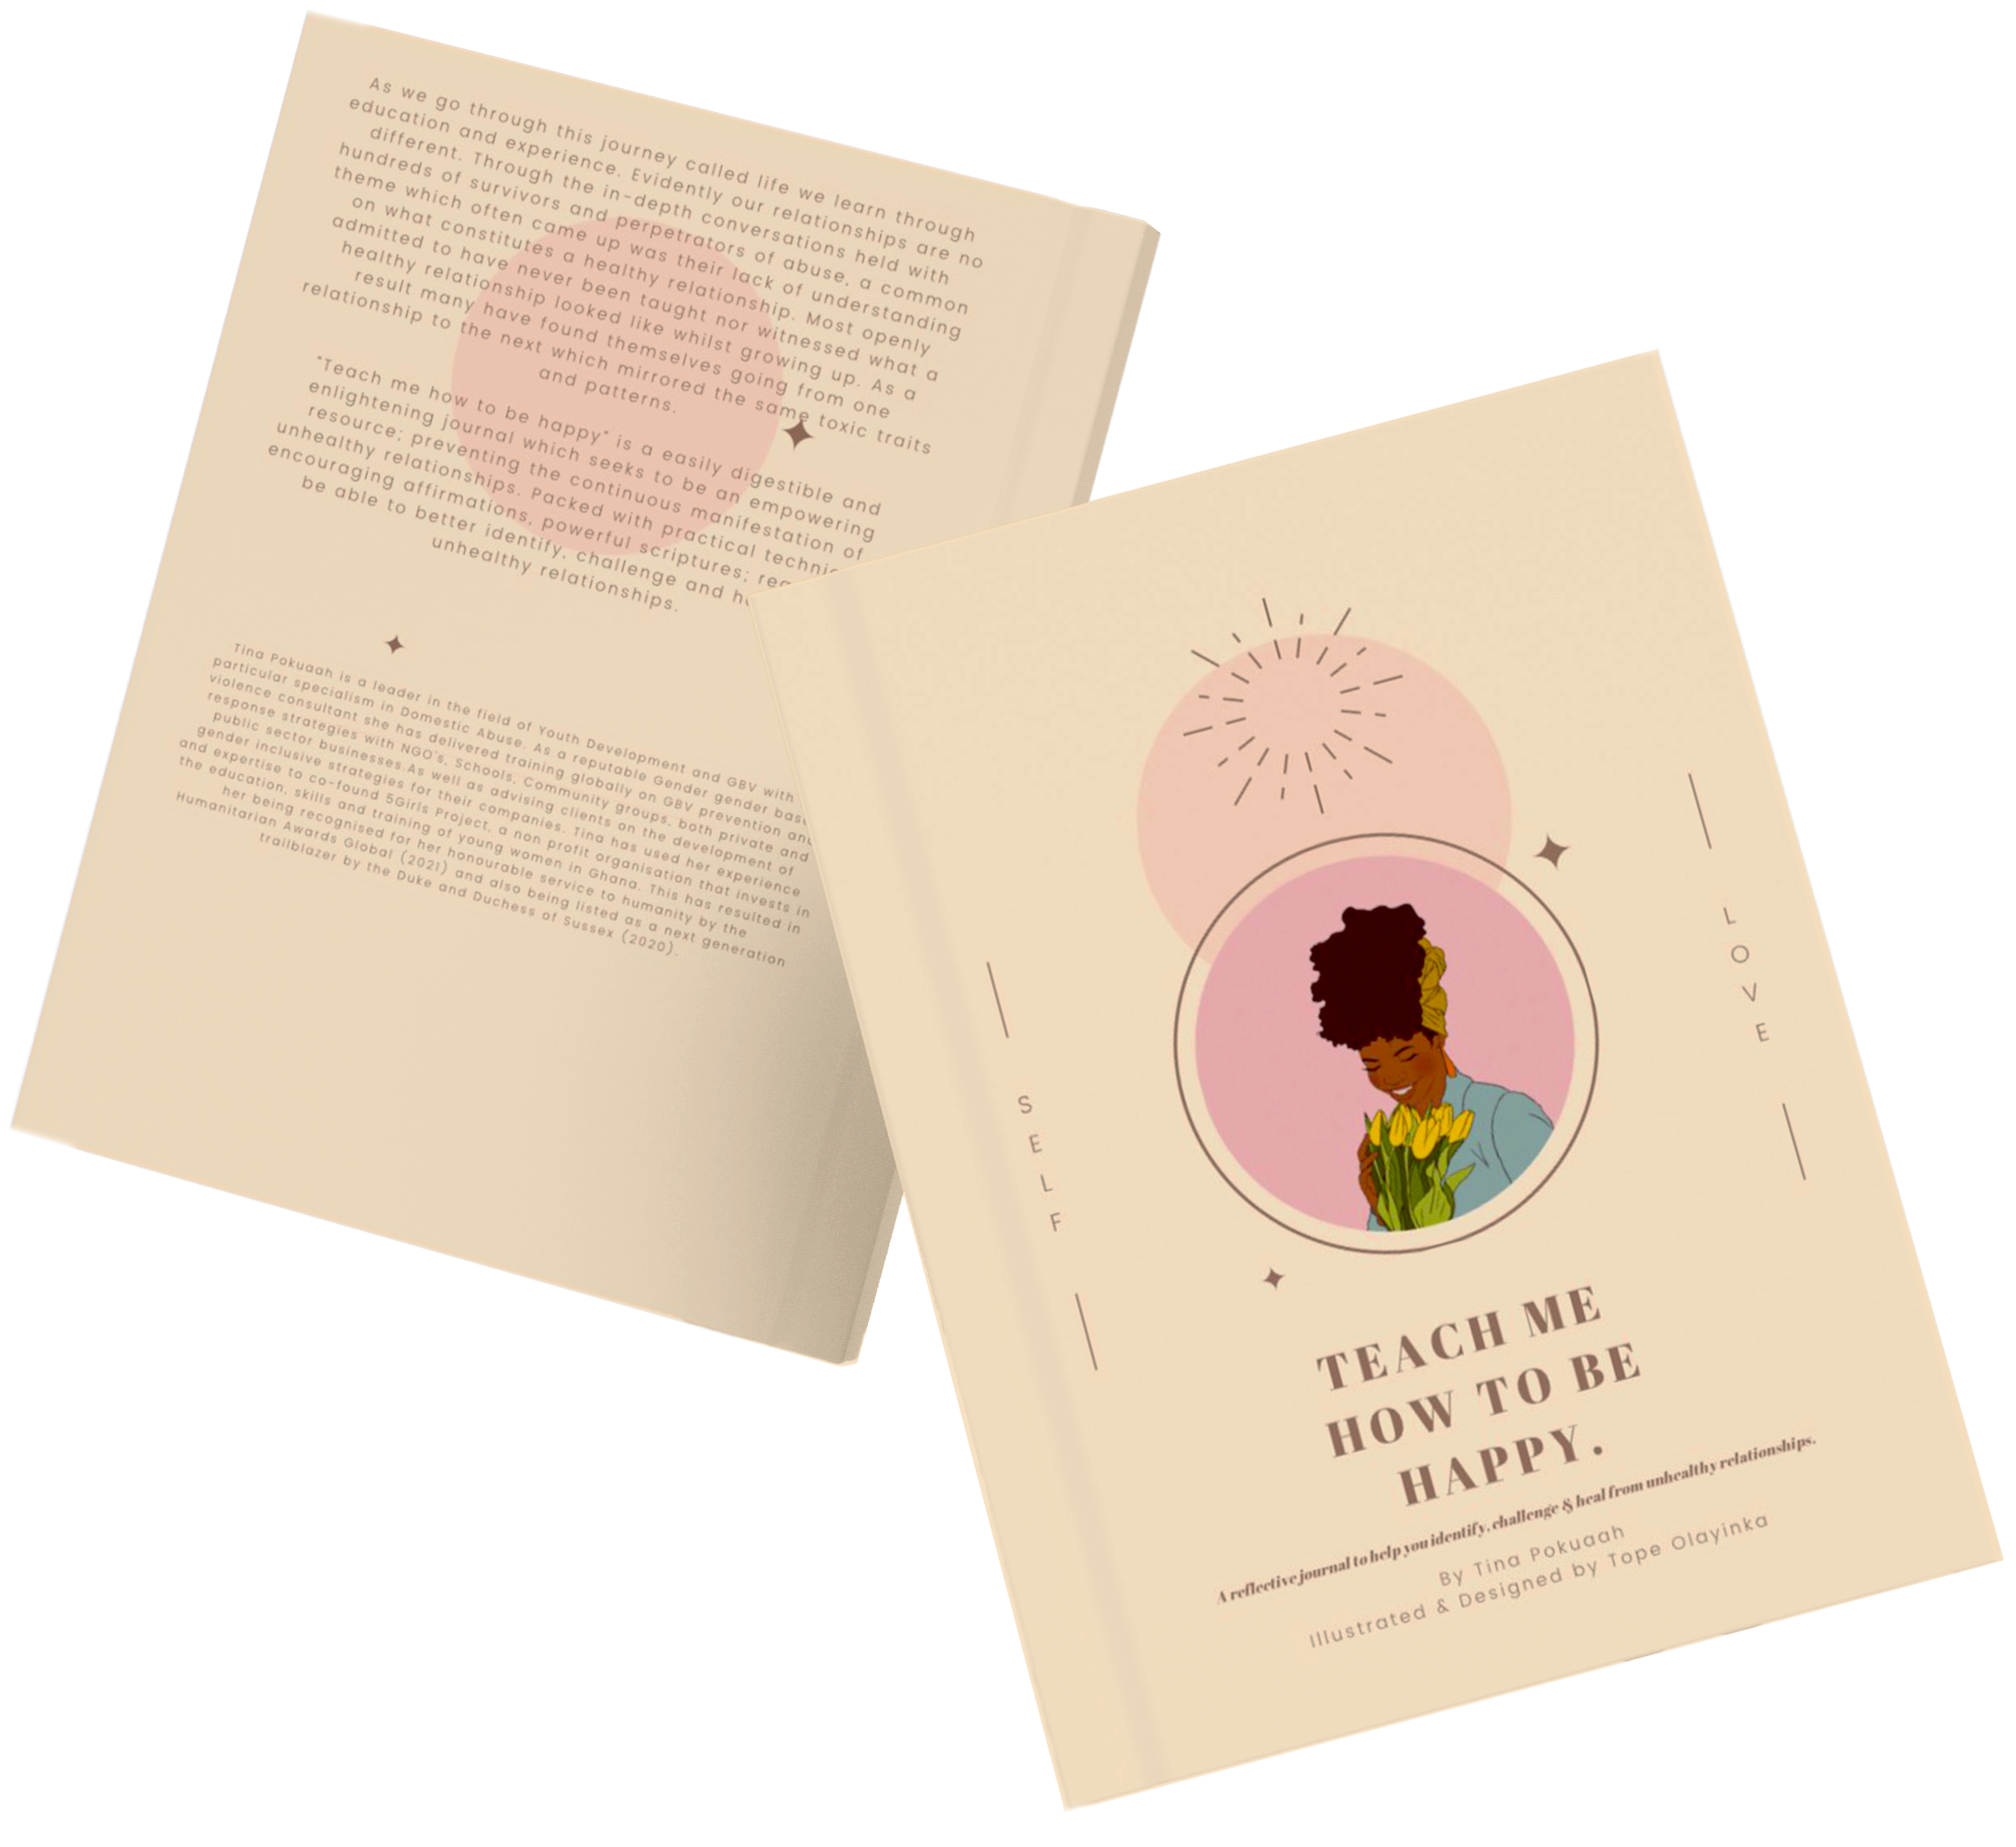 As we go through this journey called life we learn through
education and experience. Evidently our relationships are no
different. Through the in-depth conversations held with
hundreds of survivors and perpetrators of abuse, a common
theme which often came up was their lack of understanding
on what constitutes a healthy relationship. Most openly
admitted to have never been taught nor witnessed what a
healthy relationship looked like whilst growing up. As a
result many have found themselves going from one
relationship to the next which mirrored the same toxic traits
and patterns.
"Teach me how to be happy" is a easily digestible and
enlightening journal which seeks to be an empowering
resource; preventing the continuous manifestation of
unhealthy relationships. Packed with practical
encouraging affirmations, powerful scriptures;
be able to better identify, challenge and
unhealthy relationships.
Tina Pokuaah is a leader in the field of Youth Development and GBV with
particular specialism in Domestic Abuse. As a reputable Gender gender
violence consultant she has delivered training globally on GBV prevention
response strategies with NGO's, Schools, Community groups, both private and
public sector businesses.As well as advising clients on the development of
gender inclusive strategies for their companies. Tina has used her experience
and expertise to co-found 5Girls Project, a non profit organisation that invests in
the education, skills and training of young women in Ghana. This has resulted in
her being recognised for her honourable service to humanity by the
Humanitarian Awards Global (2021) and also being listed as a next generation
trailblazer by the Duke and Duchess of Sussex (2020).
SELF
LOVE
TEACH ME
HOW TO BE
HAPPY.
A reflective journal to help you identify, challenge & heal from unhealthy relationships.
By Tina Pokuaah
Illustrated & Designed by Tope Olayinka